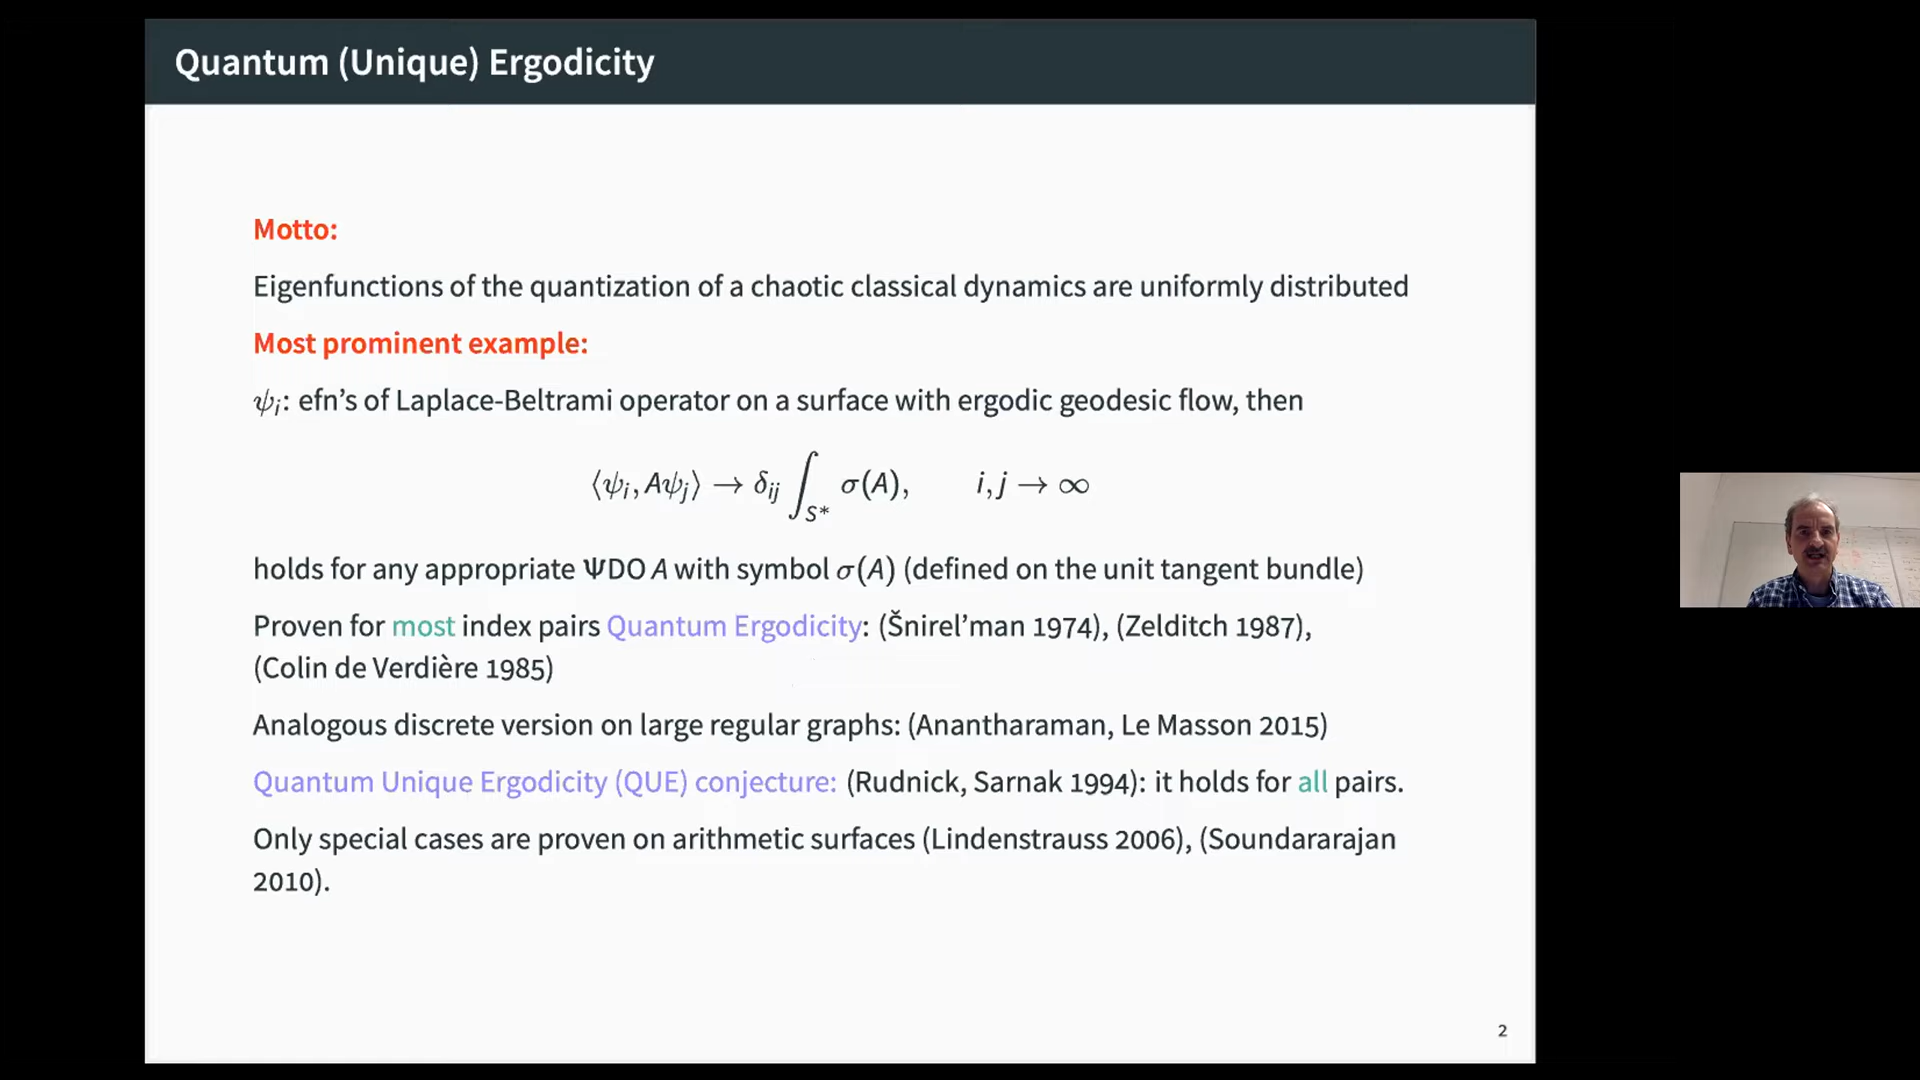 Quantum (Unique) Ergodicity
Motto:
Eigenfunctions of the quantization of a chaotic classical dynamics are uniformly distributed
Most prominent example:
ψᵢ: efn's of Laplace-Beltrami operator on a surface with ergodic geodesic flow, then
⟨ψᵢ, Aψⱼ⟩ → δᵢⱼ ∫_{S*} σ(A),  i, j → ∞
holds for any appropriate ΨDO A with symbol σ(A) (defined on the unit tangent bundle)
Proven for most index pairs Quantum Ergodicity: (Šnirel'man 1974), (Zelditch 1987),
(Colin de Verdière 1985)
Analogous discrete version on large regular graphs: (Anantharaman, Le Masson 2015)
Quantum Unique Ergodicity (QUE) conjecture: (Rudnick, Sarnak 1994): it holds for all pairs.
Only special cases are proven on arithmetic surfaces (Lindenstrauss 2006), (Soundararajan
2010).
2